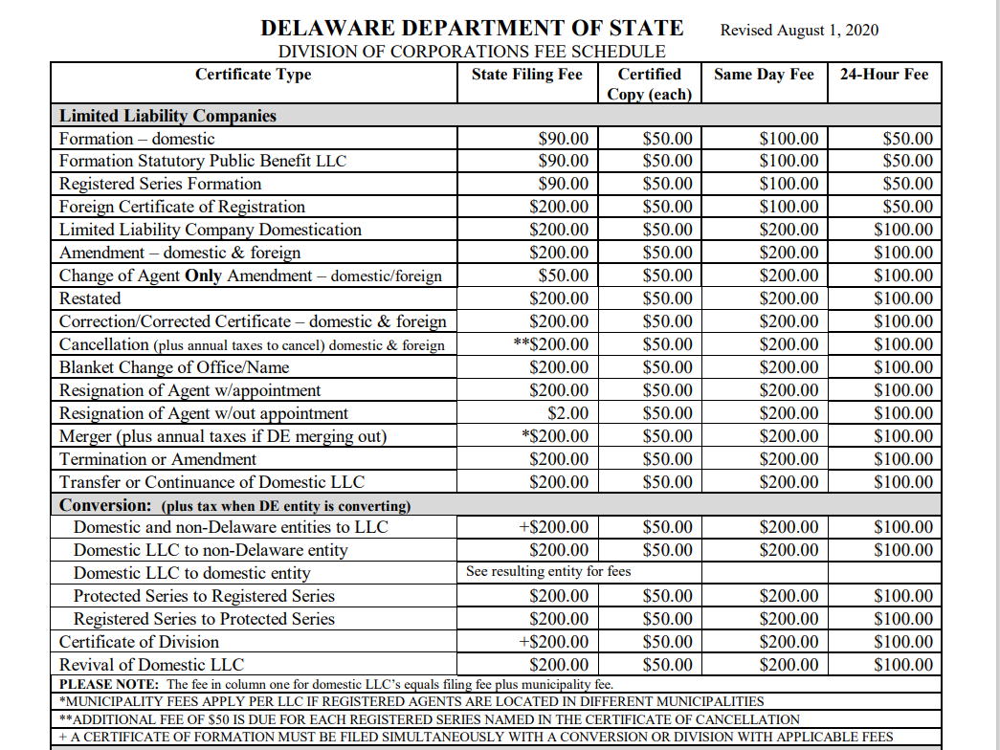 DELAWARE DEPARTMENT OF STATE Revised August 1, 2020
DIVISION OF CORPORATIONS FEE SCHEDULE
Certificate Type State Filing Fee Certified Copy (each) Same Day Fee 24-Hour Fee
Limited Liability Companies
Formation – domestic $90.00 $50.00 $100.00 $50.00
Formation Statutory Public Benefit LLC $90.00 $50.00 $100.00 $50.00
Registered Series Formation $90.00 $50.00 $100.00 $50.00
Foreign Certificate of Registration $200.00 $50.00 $100.00 $50.00
Limited Liability Company Domestication $200.00 $50.00 $200.00 $100.00
Amendment – domestic & foreign $200.00 $50.00 $200.00 $100.00
Change of Agent Only Amendment – domestic/foreign $50.00 $50.00 $200.00 $100.00
Restated $200.00 $50.00 $200.00 $100.00
Correction/Corrected Certificate – domestic & foreign $200.00 $50.00 $200.00 $100.00
Cancellation (plus annual taxes to cancel) domestic & foreign **$200.00 $50.00 $200.00 $100.00
Blanket Change of Office/Name $200.00 $50.00 $200.00 $100.00
Resignation of Agent w/appointment $200.00 $50.00 $200.00 $100.00
Resignation of Agent w/out appointment $2.00 $50.00 $200.00 $100.00
Merger (plus annual taxes if DE merging out) *$200.00 $50.00 $200.00 $100.00
Termination or Amendment $200.00 $50.00 $200.00 $100.00
Transfer or Continuance of Domestic LLC $200.00 $50.00 $200.00 $100.00
Conversion: (plus tax when DE entity is converting)
Domestic and non-Delaware entities to LLC +$200.00 $50.00 $200.00 $100.00
Domestic LLC to non-Delaware entity $200.00 $50.00 $200.00 $100.00
Domestic LLC to domestic entity See resulting entity for fees
Protected Series to Registered Series $200.00 $50.00 $200.00 $100.00
Registered Series to Protected Series $200.00 $50.00 $200.00 $100.00
Certificate of Division +$200.00 $50.00 $200.00 $100.00
Revival of Domestic LLC $200.00 $50.00 $200.00 $100.00
PLEASE NOTE: The fee in column one for domestic LLC's equals filing fee plus municipality fee.
*MUNICIPALITY FEES APPLY PER LLC IF REGISTERED AGENTS ARE LOCATED IN DIFFERENT MUNICIPALITIES
**ADDITIONAL FEE OF $50 IS DUE FOR EACH REGISTERED SERIES NAMED IN THE CERTIFICATE OF CANCELLATION
+ A CERTIFICATE OF FORMATION MUST BE FILED SIMULTANEOUSLY WITH A CONVERSION OR DIVISION WITH APPLICABLE FEES